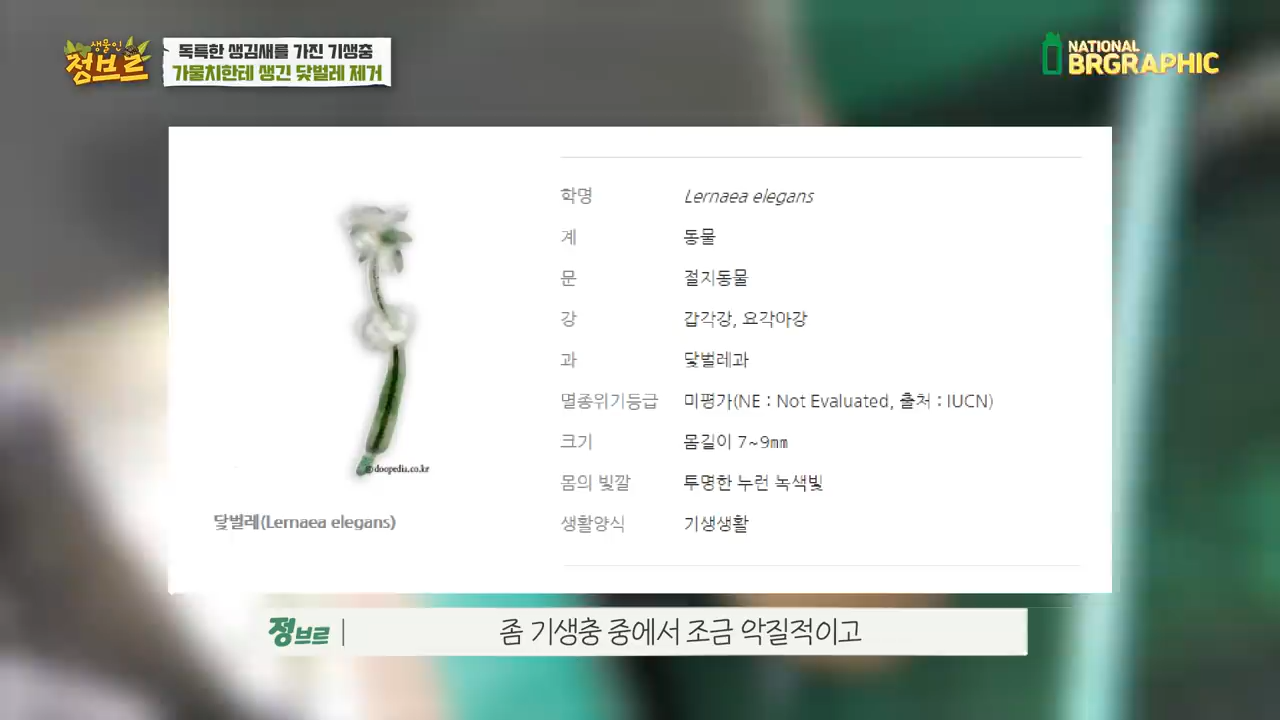 생물인
정브르
독특한 생김새를 가진 기생충
가물치한테 생긴 닻벌레 제거
NATIONAL
BRGRAPHIC
학명 Lernaea elegans
계 동물
문 절지동물
강 갑각강, 요각아강
과 닻벌레과
멸종위기등급 미평가(NE : Not Evaluated, 출처 : IUCN)
크기 몸길이 7~9㎜
몸의 빛깔 투명한 누런 녹색빛
생활양식 기생생활
@doopedia.co.kr
닻벌레(Lernaea elegans)
정브르 | 좀 기생충 중에서 조금 악질적이고